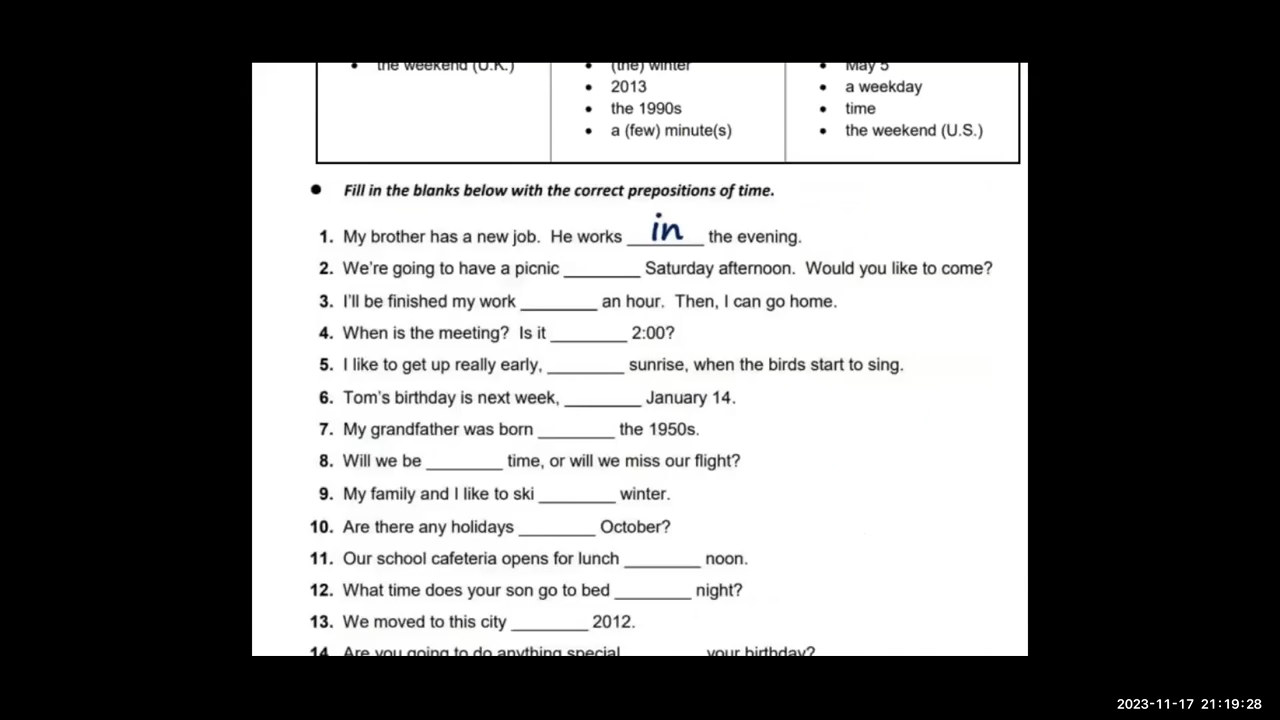 the weekend (U.K.)
(the) winter
May 5
2013
a weekday
the 1990s
time
a (few) minute(s)
the weekend (U.S.)
Fill in the blanks below with the correct prepositions of time.
1. My brother has a new job. He works __in__ the evening.
2. We're going to have a picnic ________ Saturday afternoon. Would you like to come?
3. I'll be finished my work ________ an hour. Then, I can go home.
4. When is the meeting? Is it ________ 2:00?
5. I like to get up really early, ________ sunrise, when the birds start to sing.
6. Tom's birthday is next week, ________ January 14.
7. My grandfather was born ________ the 1950s.
8. Will we be ________ time, or will we miss our flight?
9. My family and I like to ski ________ winter.
10. Are there any holidays ________ October?
11. Our school cafeteria opens for lunch ________ noon.
12. What time does your son go to bed ________ night?
13. We moved to this city ________ 2012.
14. Are you going to do anything special ________ your birthday?
2023-11-17 21:19:28